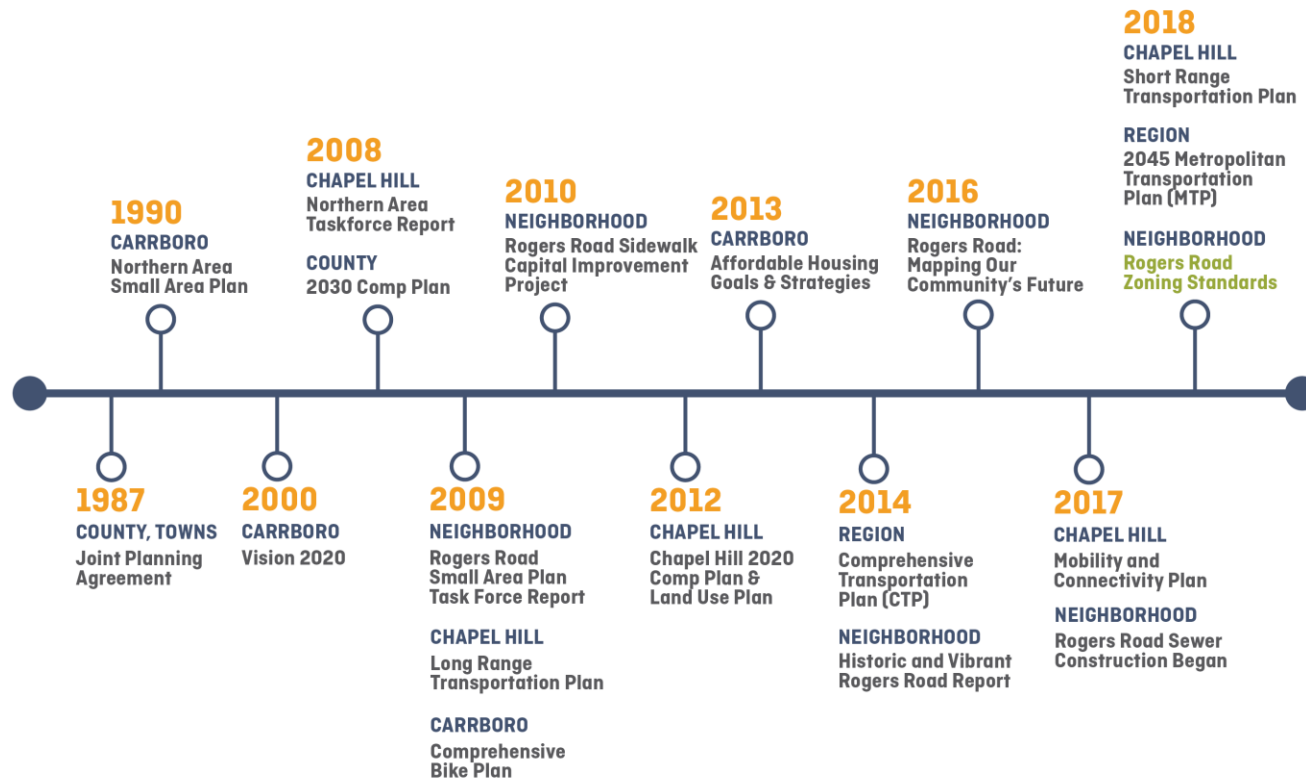 1987
COUNTY, TOWNS
Joint Planning
Agreement
1990
CARRBORO
Northern Area
Small Area Plan
2000
CARRBORO
Vision 2020
2008
CHAPEL HILL
Northern Area
Taskforce Report
COUNTY
2030 Comp Plan
2009
NEIGHBORHOOD
Rogers Road
Small Area Plan
Task Force Report
CHAPEL HILL
Long Range
Transportation Plan
CARRBORO
Comprehensive
Bike Plan
2010
NEIGHBORHOOD
Rogers Road Sidewalk
Capital Improvement
Project
2012
CHAPEL HILL
Chapel Hill 2020
Comp Plan &
Land Use Plan
2013
CARRBORO
Affordable Housing
Goals & Strategies
2014
REGION
Comprehensive
Transportation
Plan (CTP)
NEIGHBORHOOD
Historic and Vibrant
Rogers Road Report
2016
NEIGHBORHOOD
Rogers Road:
Mapping Our
Community's Future
2017
CHAPEL HILL
Mobility and
Connectivity Plan
NEIGHBORHOOD
Rogers Road Sewer
Construction Began
2018
CHAPEL HILL
Short Range
Transportation Plan
REGION
2045 Metropolitan
Transportation
Plan (MTP)
NEIGHBORHOOD
Rogers Road
Zoning Standards